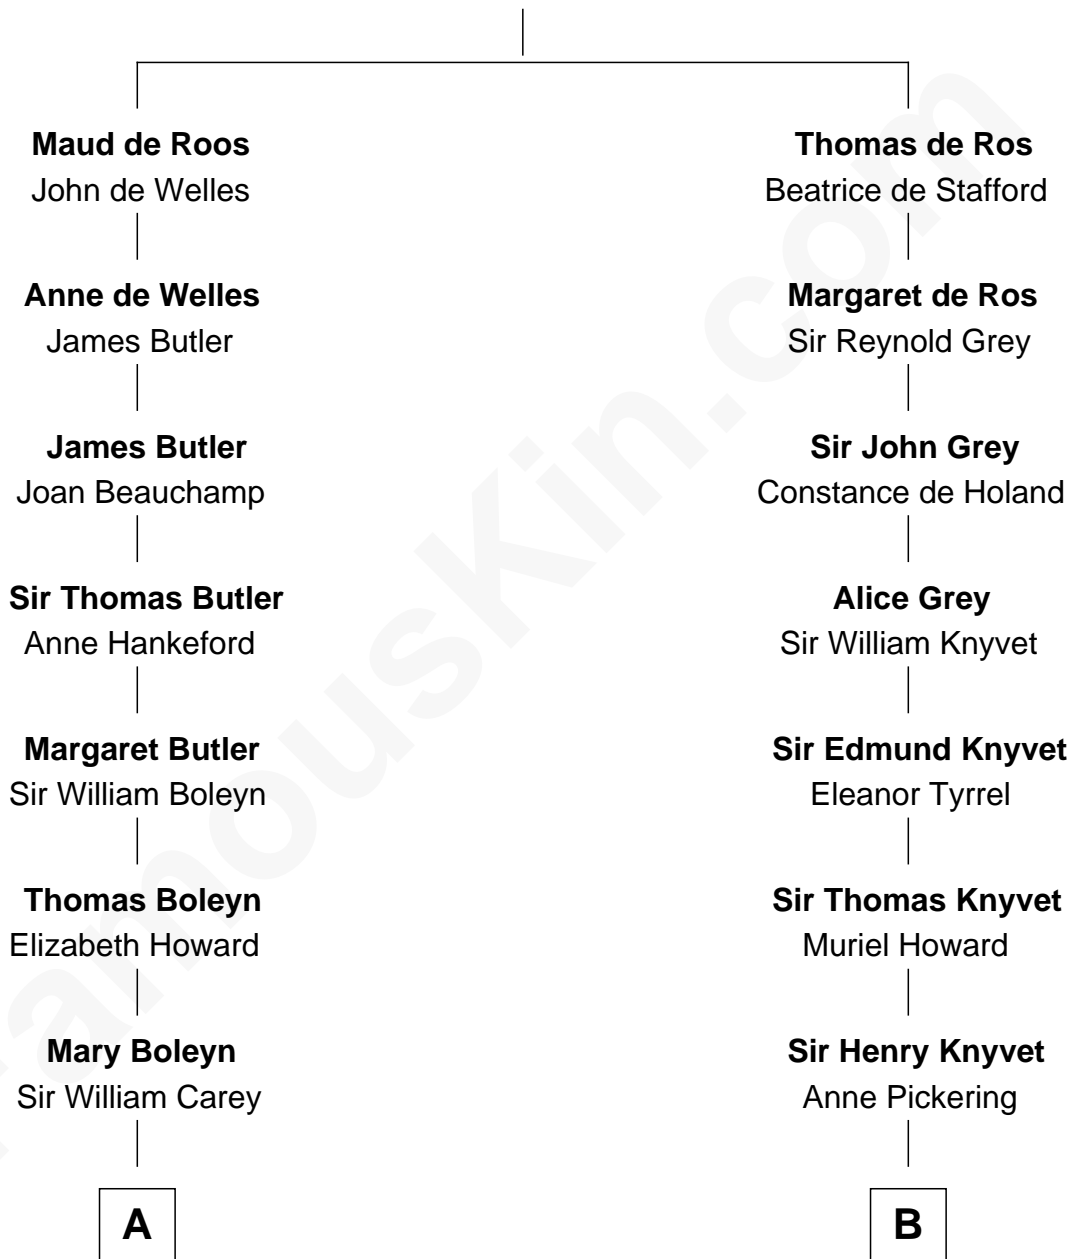 Maud de Roos
John de Welles
Thomas de Ros
Beatrice de Stafford
Anne de Welles
James Butler
Margaret de Ros
Sir Reynold Grey
James Butler
Joan Beauchamp
Sir John Grey
Constance de Holand
Sir Thomas Butler
Anne Hankeford
Alice Grey
Sir William Knyvet
Margaret Butler
Sir William Boleyn
Sir Edmund Knyvet
Eleanor Tyrrel
Thomas Boleyn
Elizabeth Howard
Sir Thomas Knyvet
Muriel Howard
Mary Boleyn
Sir William Carey
Sir Henry Knyvet
Anne Pickering
A
B
FamousKin.com